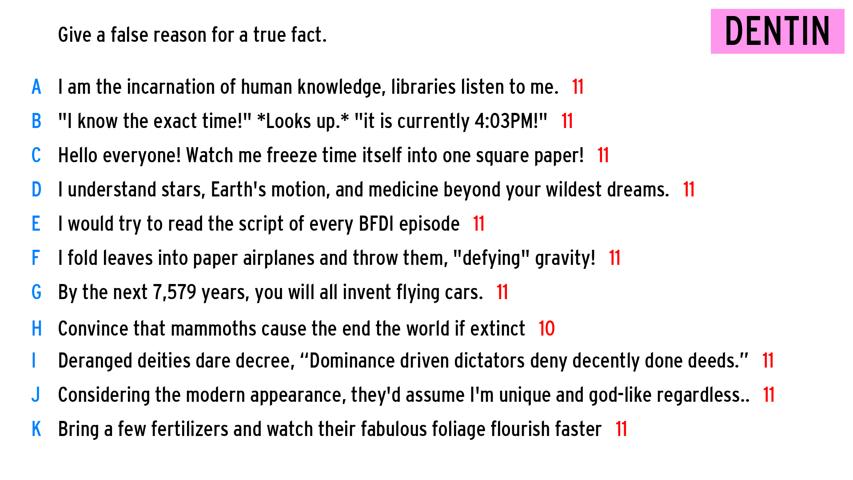 Give a false reason for a true fact.
DENTIN
A I am the incarnation of human knowledge, libraries listen to me. 11
B "I know the exact time!" *Looks up.* "it is currently 4:03PM!" 11
C Hello everyone! Watch me freeze time itself into one square paper! 11
D I understand stars, Earth's motion, and medicine beyond your wildest dreams. 11
E I would try to read the script of every BFDI episode 11
F I fold leaves into paper airplanes and throw them, "defying" gravity! 11
G By the next 7,579 years, you will all invent flying cars. 11
H Convince that mammoths cause the end the world if extinct 10
I Deranged deities dare decree, “Dominance driven dictators deny decently done deeds.” 11
J Considering the modern appearance, they'd assume I'm unique and god-like regardless.. 11
K Bring a few fertilizers and watch their fabulous foliage flourish faster 11